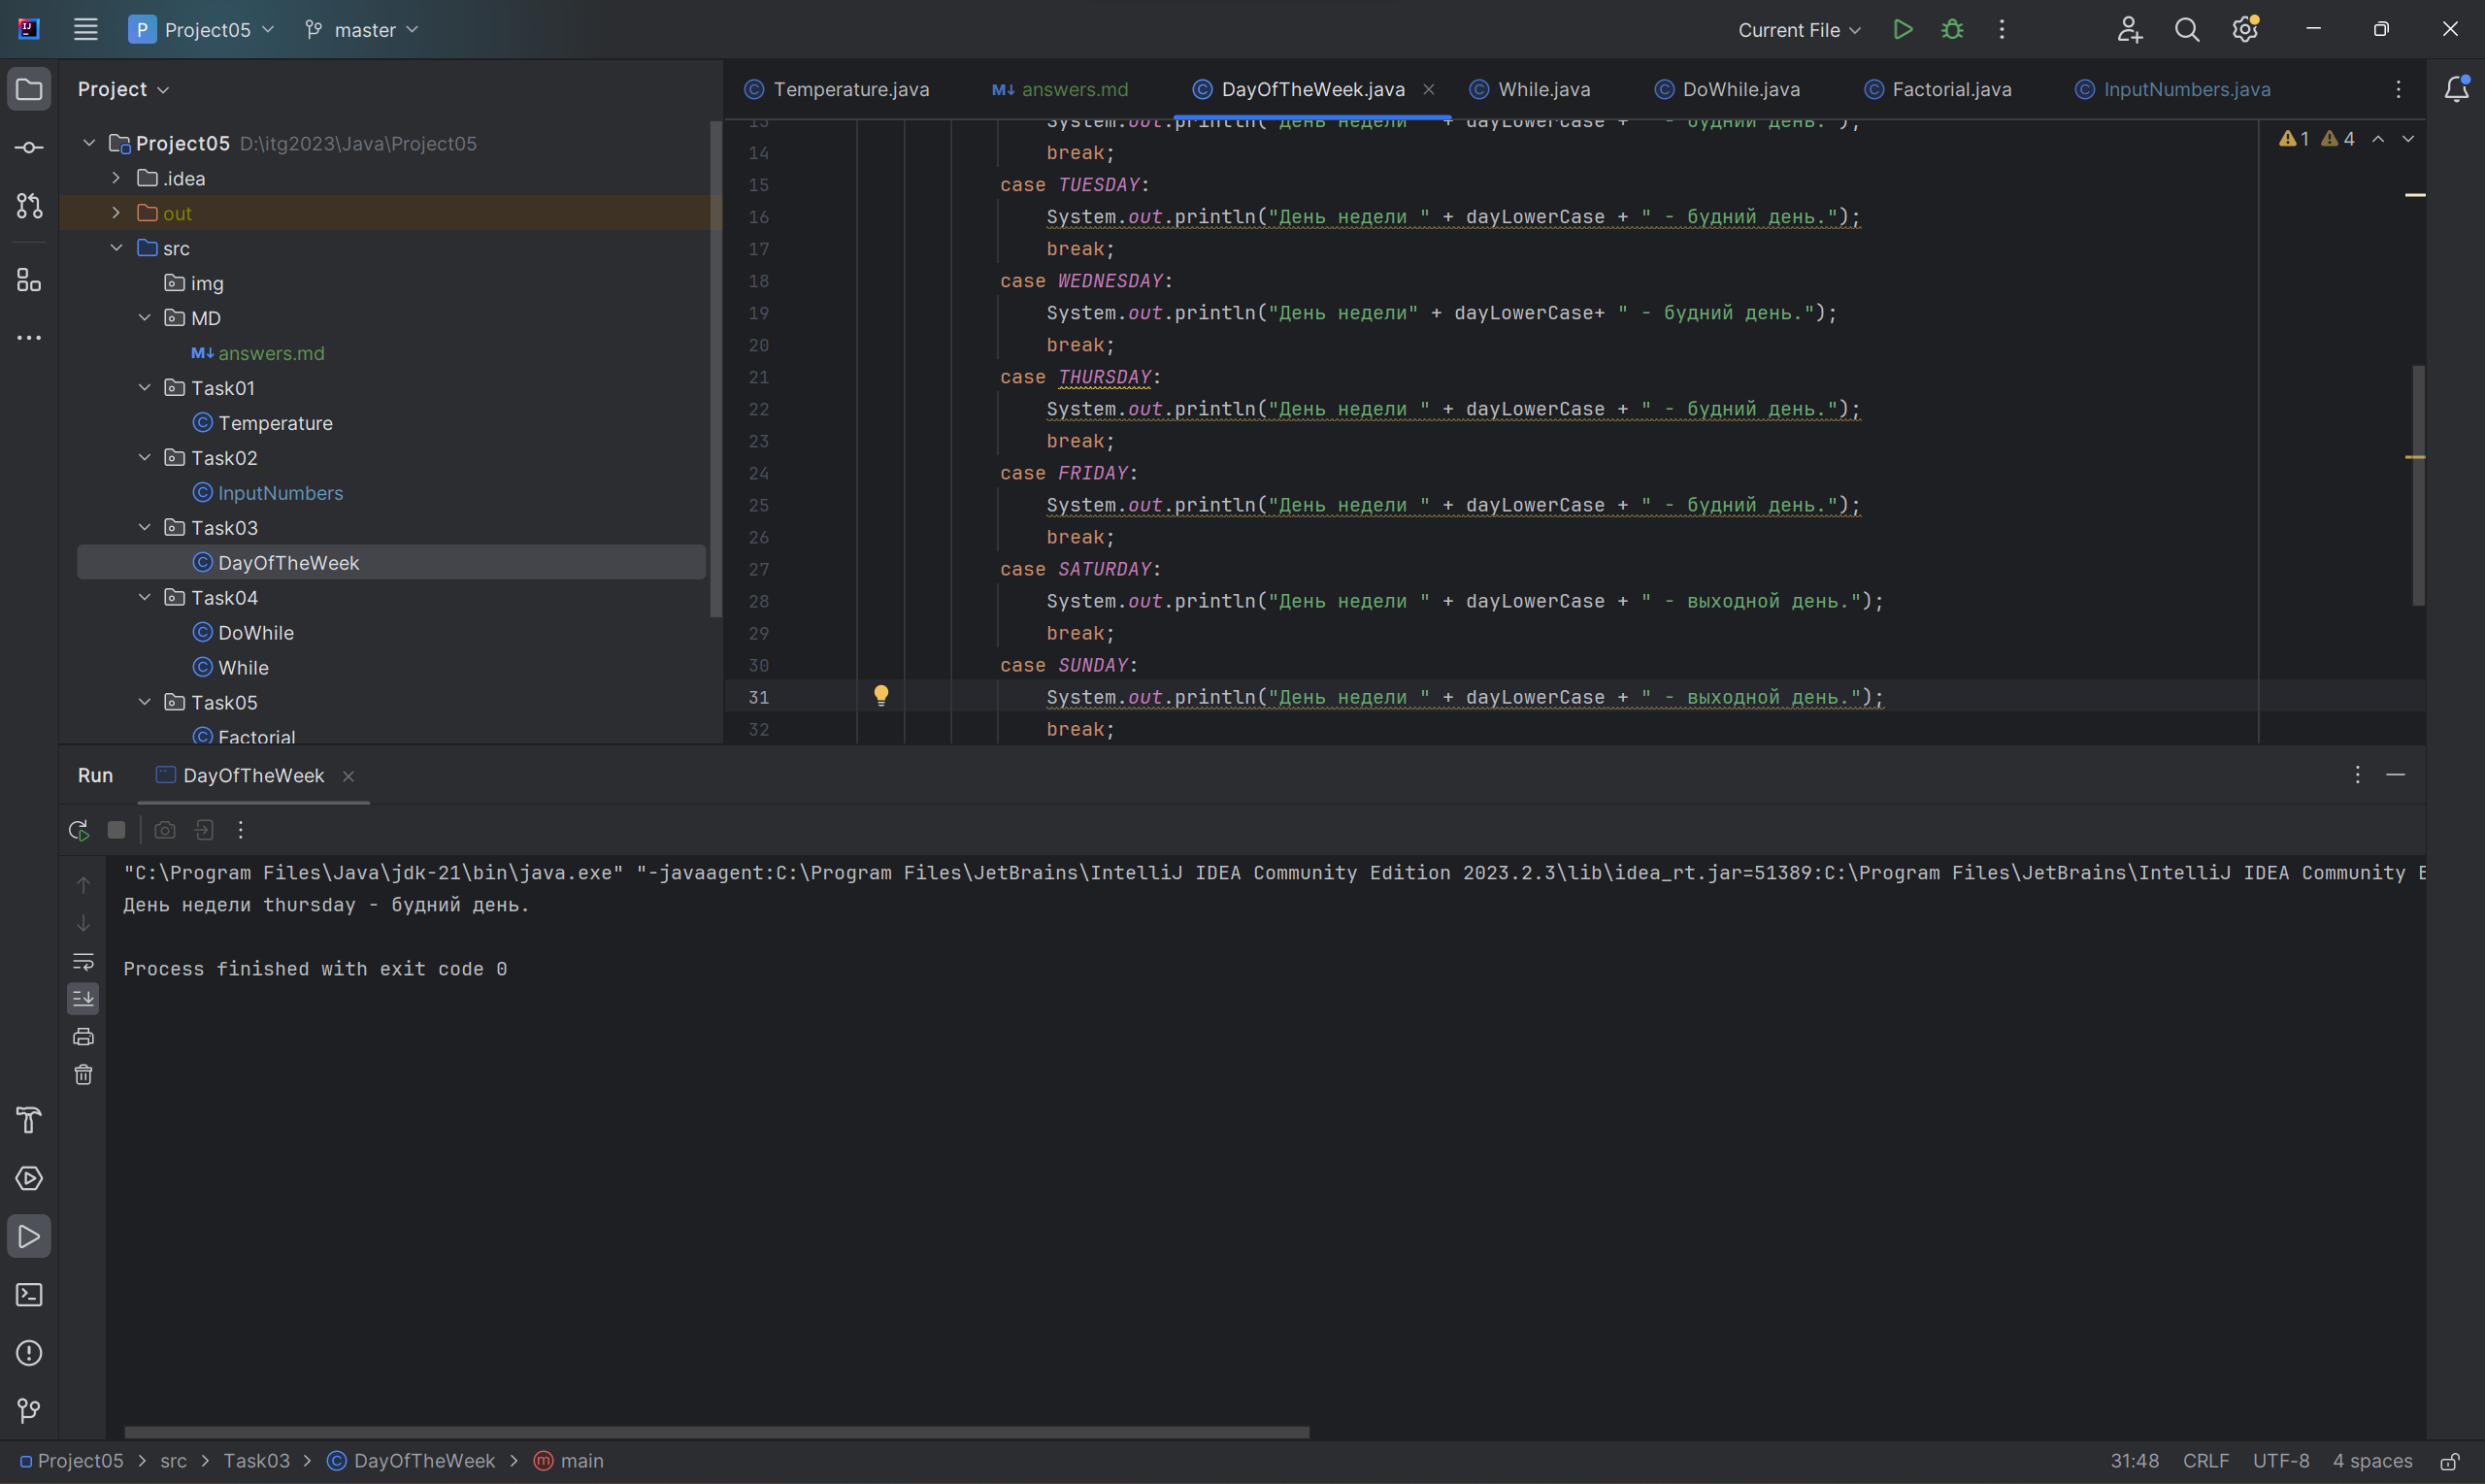 P Project05 master Current File
Project
Temperature.java answers.md DayOfTheWeek.java While.java DoWhile.java Factorial.java InputNumbers.java
Project05 D:\itg2023\Java\Project05
.idea
out
src
img
MD
answers.md
Task01
Temperature
Task02
InputNumbers
Task03
DayOfTheWeek
Task04
DoWhile
While
Task05
Factorial
1 4
13 System.out.println("День недели " + dayLowerCase + " - будний день.");
14 break;
15 case TUESDAY:
16 System.out.println("День недели " + dayLowerCase + " - будний день.");
17 break;
18 case WEDNESDAY:
19 System.out.println("День недели" + dayLowerCase+ " - будний день.");
20 break;
21 case THURSDAY:
22 System.out.println("День недели " + dayLowerCase + " - будний день.");
23 break;
24 case FRIDAY:
25 System.out.println("День недели " + dayLowerCase + " - будний день.");
26 break;
27 case SATURDAY:
28 System.out.println("День недели " + dayLowerCase + " - выходной день.");
29 break;
30 case SUNDAY:
31 System.out.println("День недели " + dayLowerCase + " - выходной день.");
32 break;
Run DayOfTheWeek
"C:\Program Files\Java\jdk-21\bin\java.exe" "-javaagent:C:\Program Files\JetBrains\IntelliJ IDEA Community Edition 2023.2.3\lib\idea_rt.jar=51389:C:\Program Files\JetBrains\IntelliJ IDEA Community E
День недели thursday - будний день.
Process finished with exit code 0
Project05 > src > Task03 > DayOfTheWeek > main 31:48 CRLF UTF-8 4 spaces